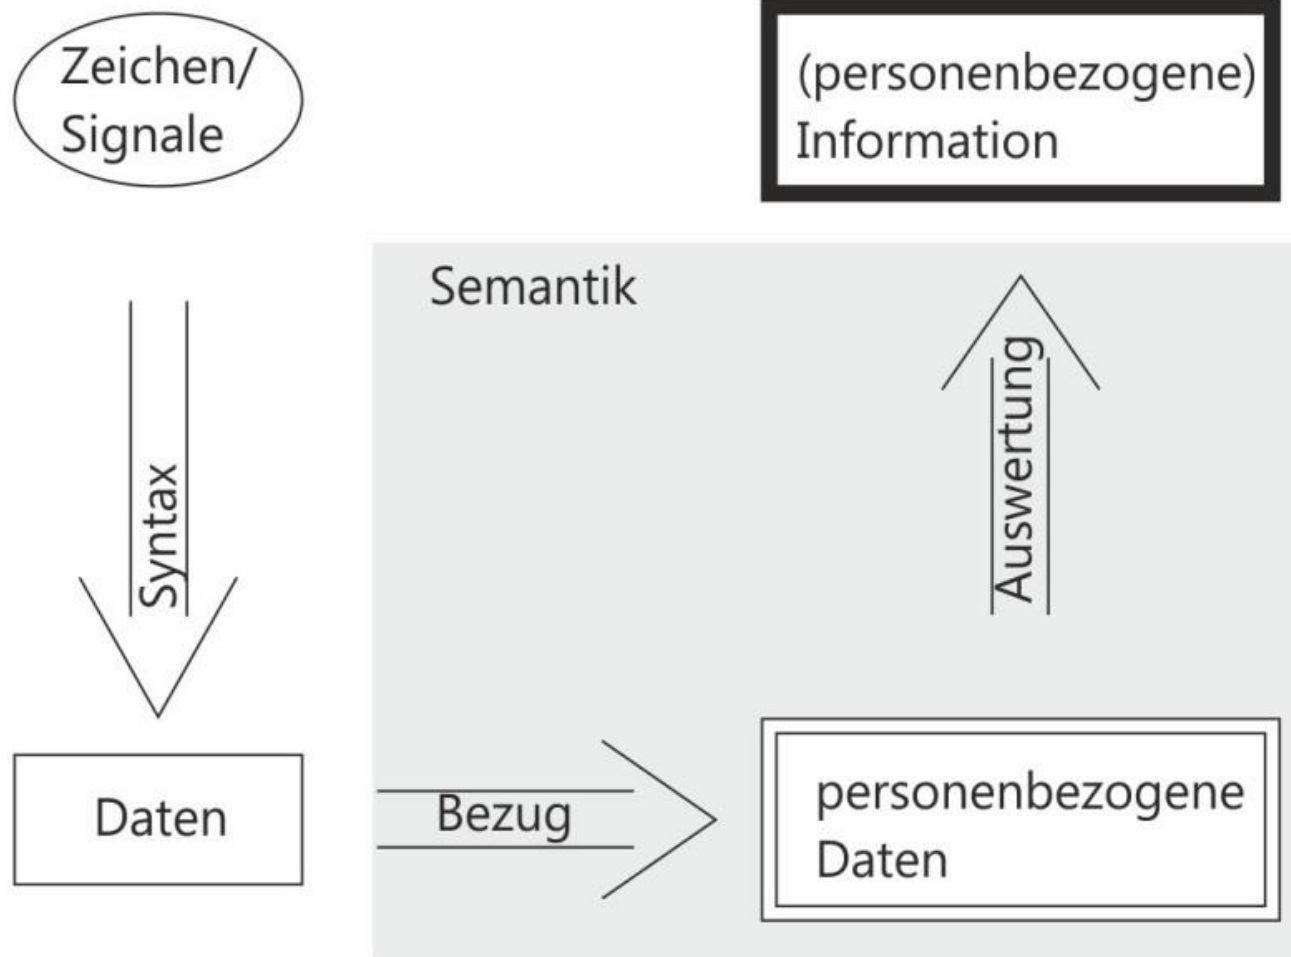 Zeichen/
Signale
(personenbezogene)
Information
Semantik
Syntax
Auswertung
Daten
Bezug
personenbezogene
Daten